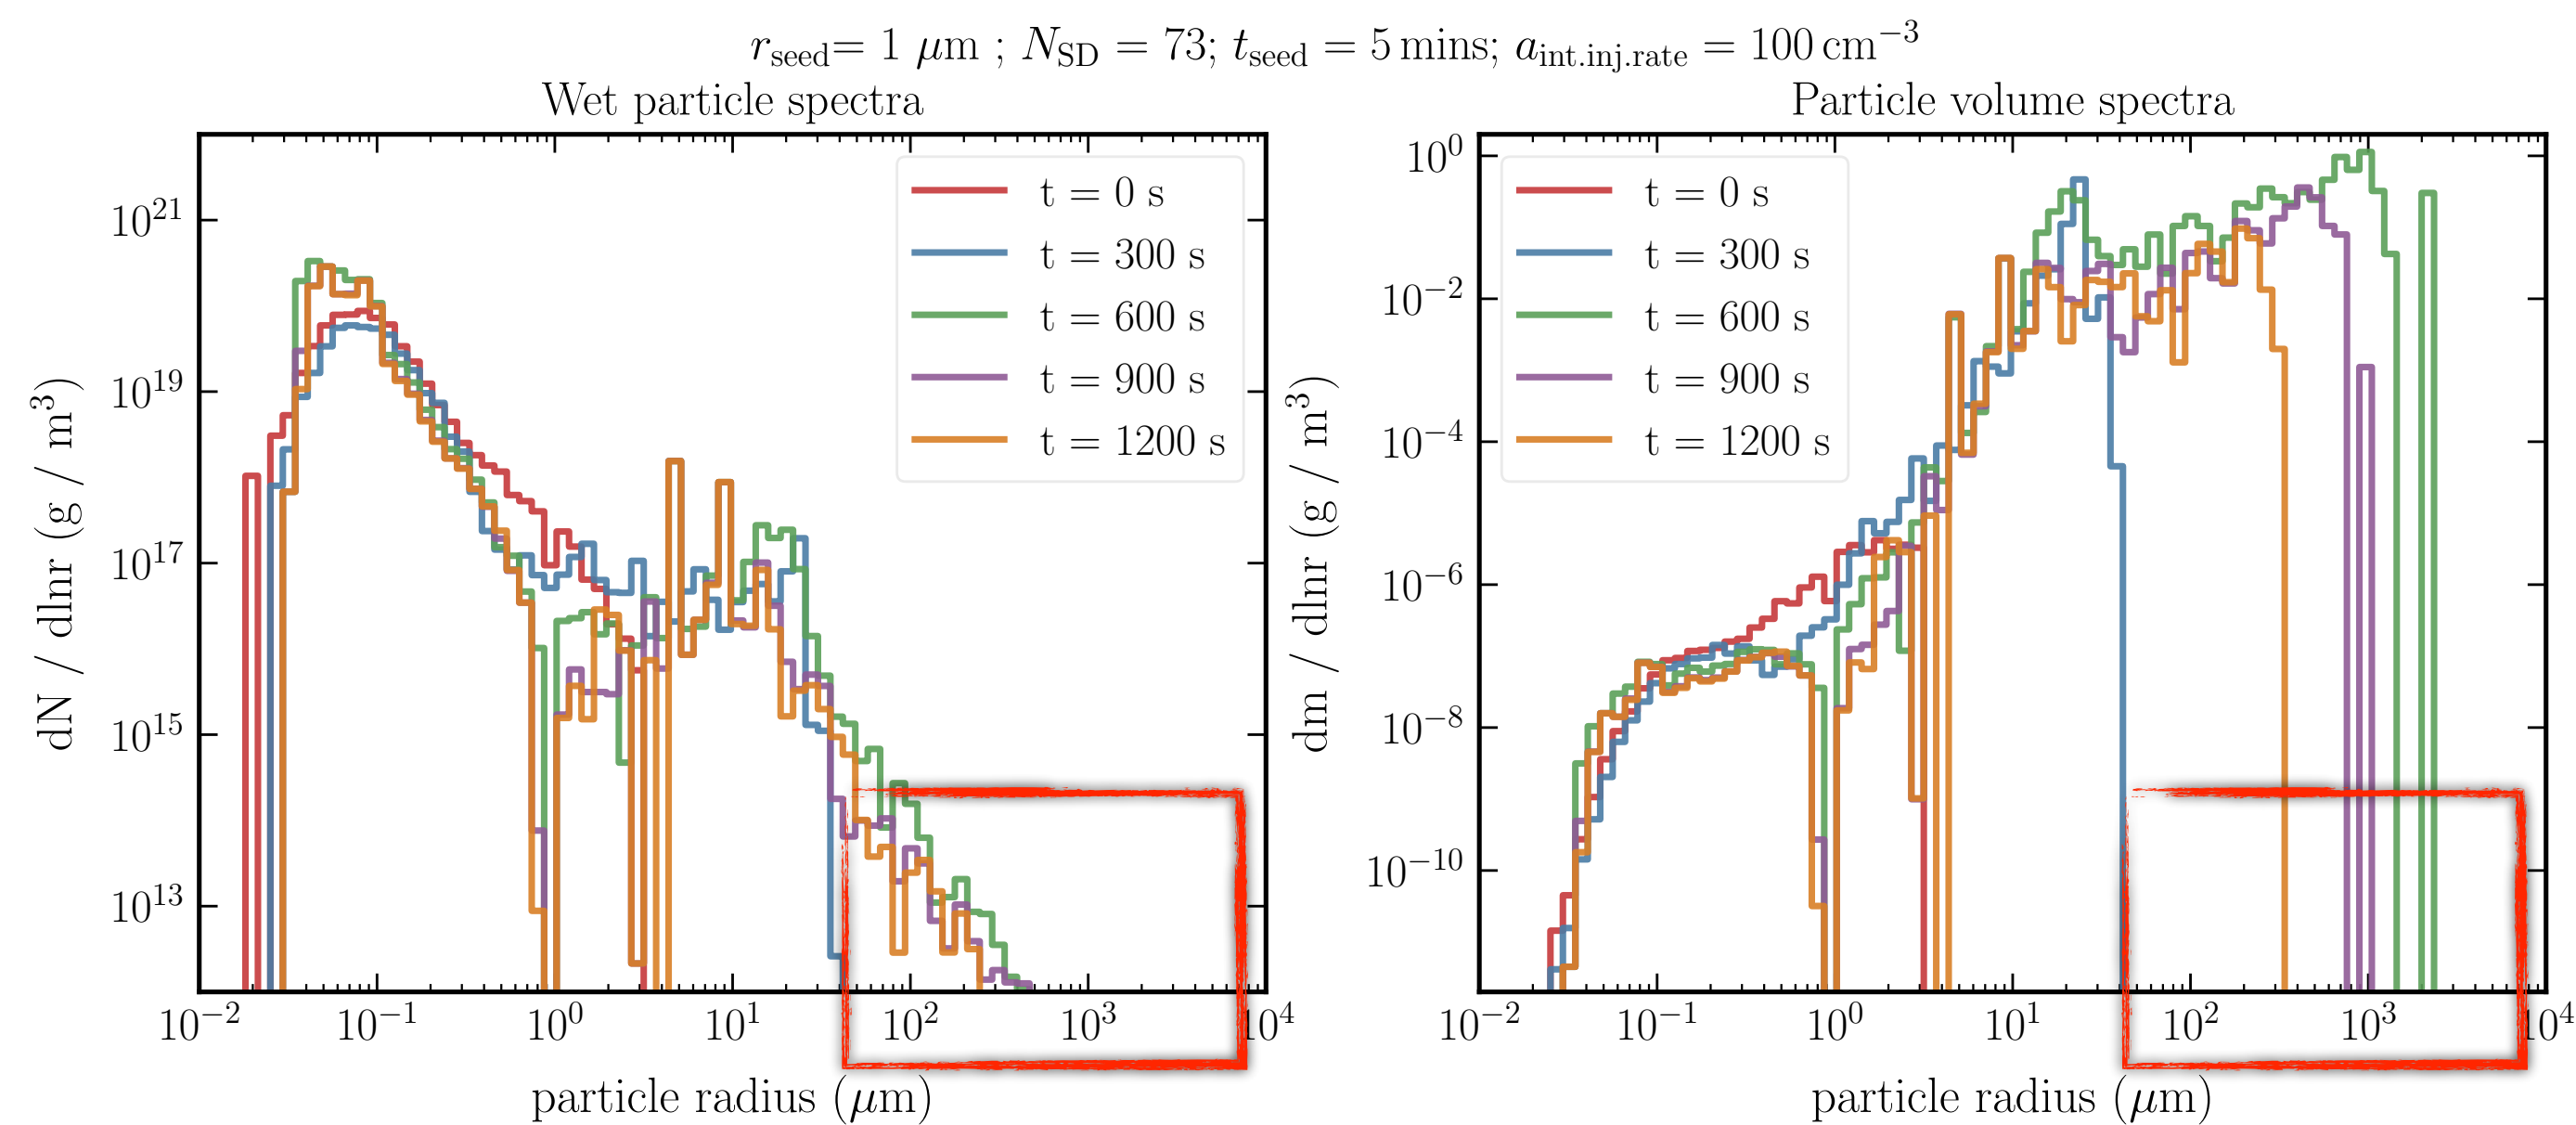 r_seed= 1 μm ; N_SD = 73; t_seed = 5 mins; a_int.inj.rate = 100 cm^−3
Wet particle spectra
10^21
10^19
10^17
10^15
10^13
dN / dlnr (g / m^3)
t = 0 s
t = 300 s
t = 600 s
t = 900 s
t = 1200 s
10^−2 10^−1 10^0 10^1 10^2 10^3 10^4
particle radius (μm)
Particle volume spectra
10^0
10^−2
10^−4
10^−6
10^−8
10^−10
dm / dlnr (g / m^3)
t = 0 s
t = 300 s
t = 600 s
t = 900 s
t = 1200 s
10^−2 10^−1 10^0 10^1 10^2 10^3 10^4
particle radius (μm)